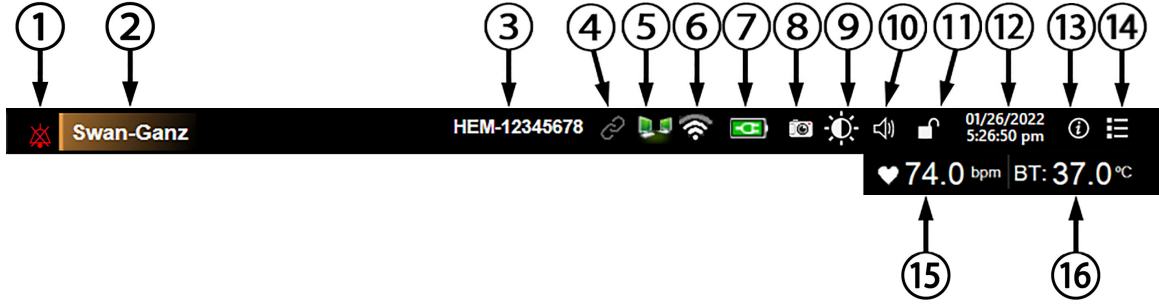 1 2 3 4 5 6 7 8 9 10 11 12 13 14
Swan-Ganz HEM-12345678 01/26/2022
5:26:50 pm
74.0 bpm BT: 37.0 °C
15 16